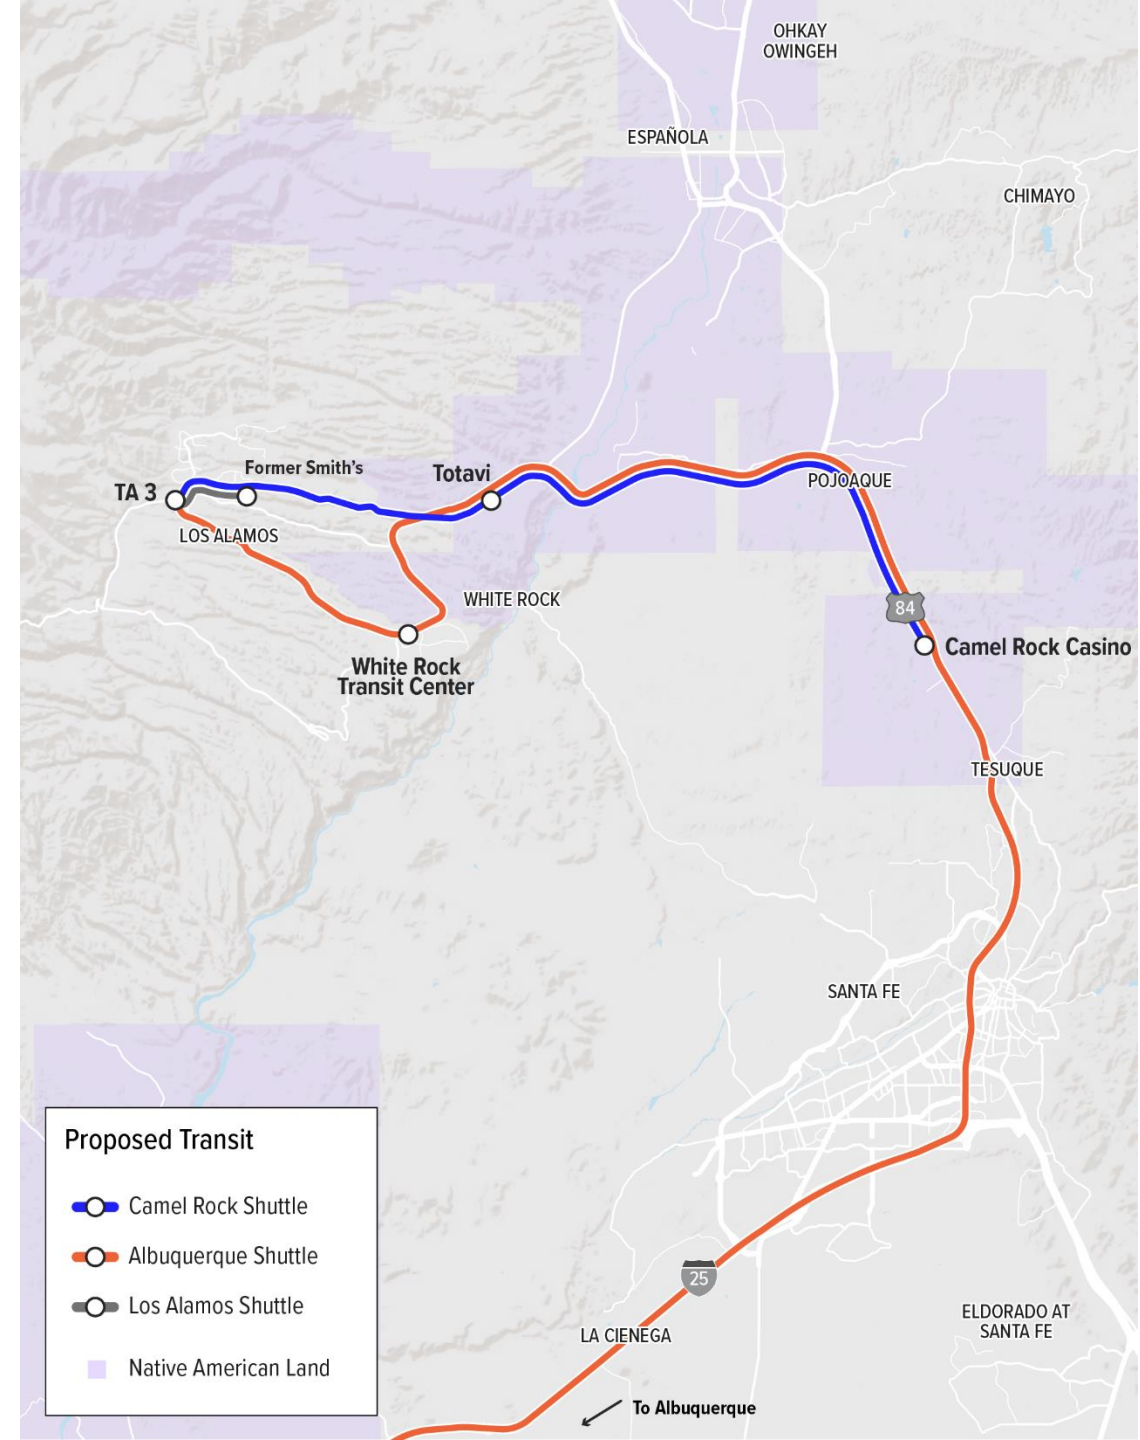 OHKAY
OWINGEH
ESPAÑOLA
CHIMAYO
Former Smith's
Totavi
TA 3
POJOAQUE
LOS ALAMOS
WHITE ROCK
84
Camel Rock Casino
White Rock
Transit Center
TESUQUE
SANTA FE
Proposed Transit
Camel Rock Shuttle
Albuquerque Shuttle
Los Alamos Shuttle
Native American Land
25
LA CIENEGA
ELDORADO AT
SANTA FE
To Albuquerque